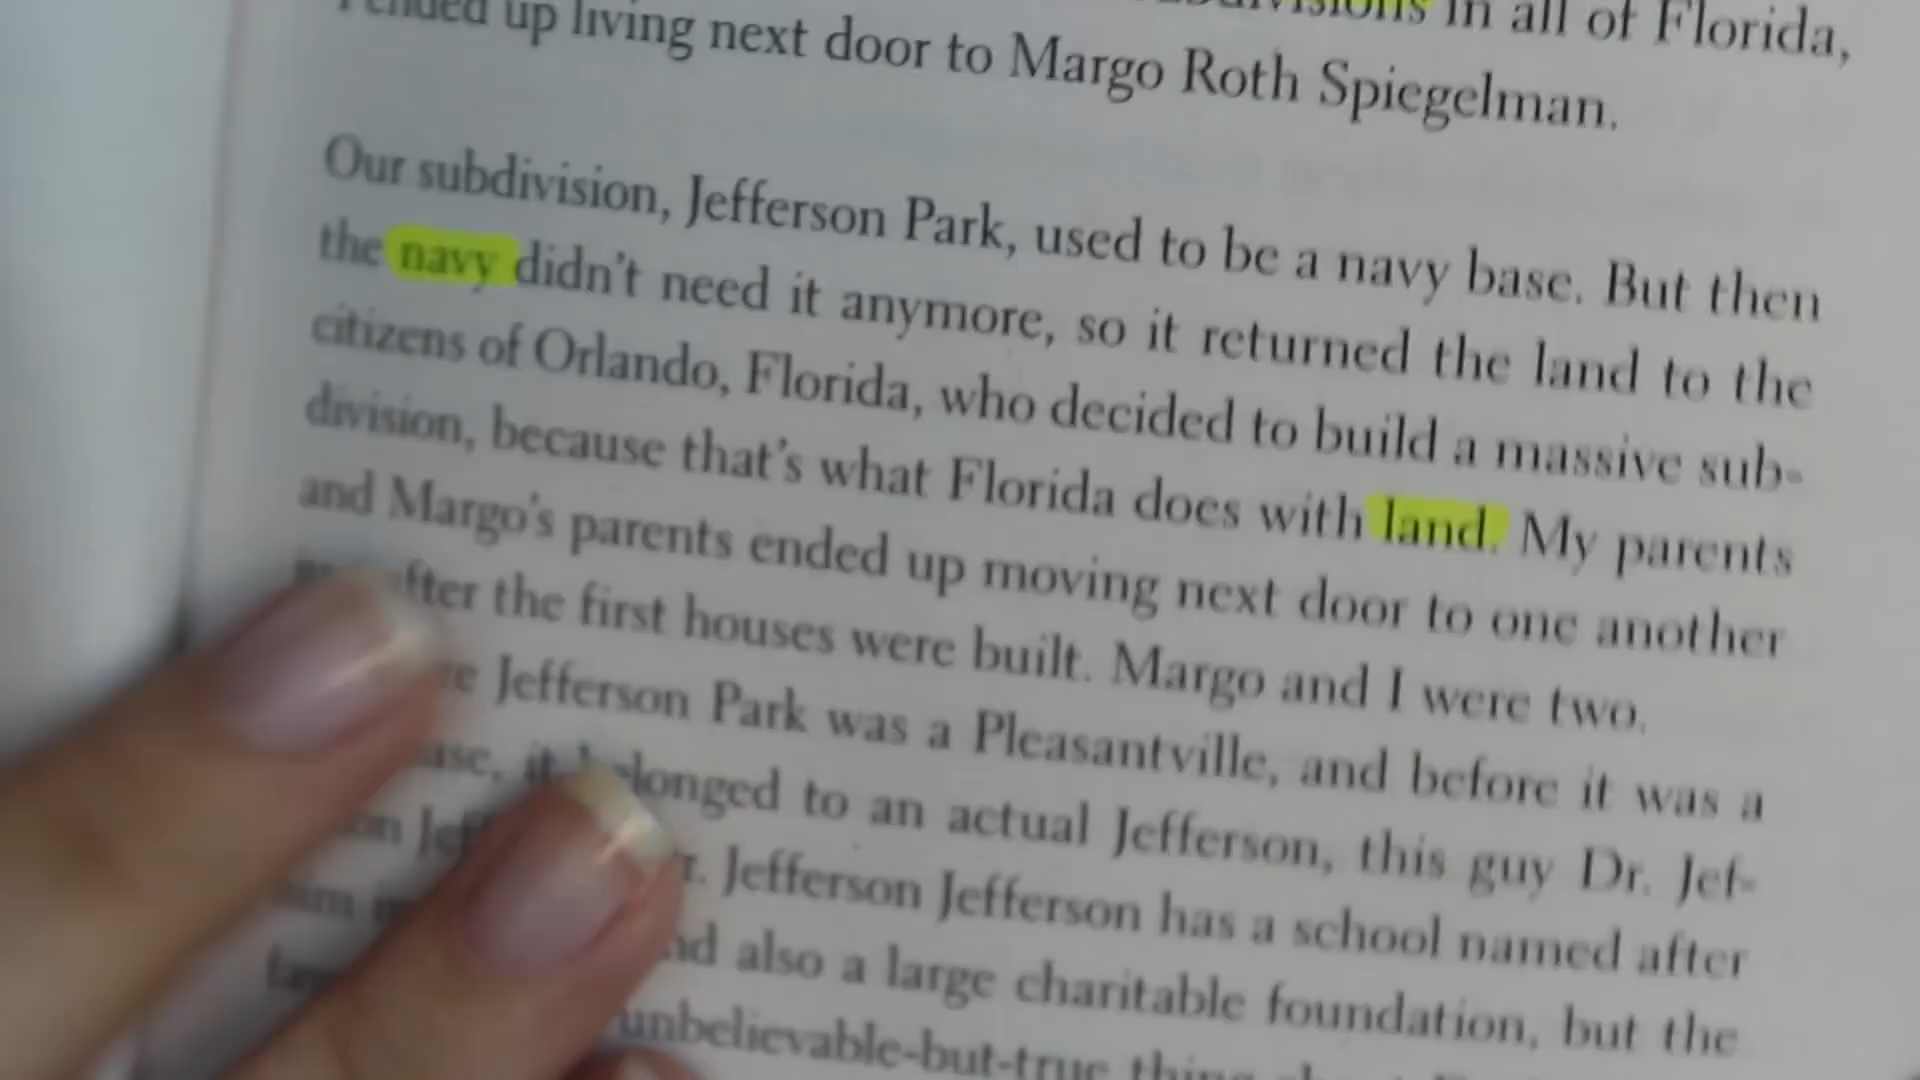 ended up living next door to Margo Roth Spiegelman.
in all of Florida,
Our subdivision, Jefferson Park, used to be a navy base. But then
the navy didn't need it anymore, so it returned the land to the
citizens of Orlando, Florida, who decided to build a massive sub-
division, because that's what Florida does with land. My parents
and Margo's parents ended up moving next door to one another
after the first houses were built. Margo and I were two.
Jefferson Park was a Pleasantville, and before it was a
it belonged to an actual Jefferson, this guy Dr. Jef-
Jefferson Jefferson has a school named after
also a large charitable foundation, but the
unbelievable-but-true thing